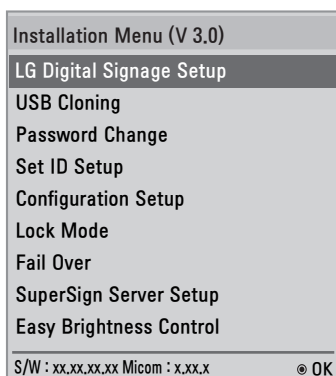 Installation Menu (V 3.0)
LG Digital Signage Setup
USB Cloning
Password Change
Set ID Setup
Configuration Setup
Lock Mode
Fail Over
SuperSign Server Setup
Easy Brightness Control
S/W : xx.xx.xx.xx Micom : x.xx.x ◉ OK